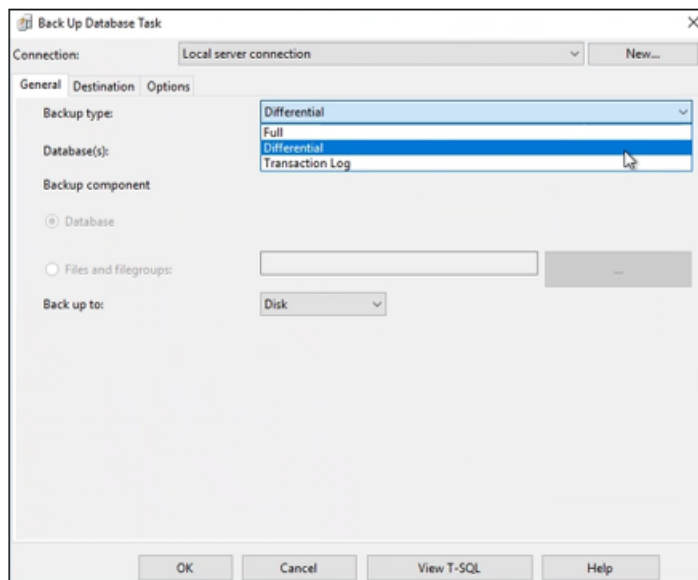 Back Up Database Task
Connection: Local server connection New...
General Destination Options
Backup type: Differential
Full
Database(s): Differential
Transaction Log
Backup component
Database
Files and filegroups: ...
Back up to: Disk
OK Cancel View T-SQL Help